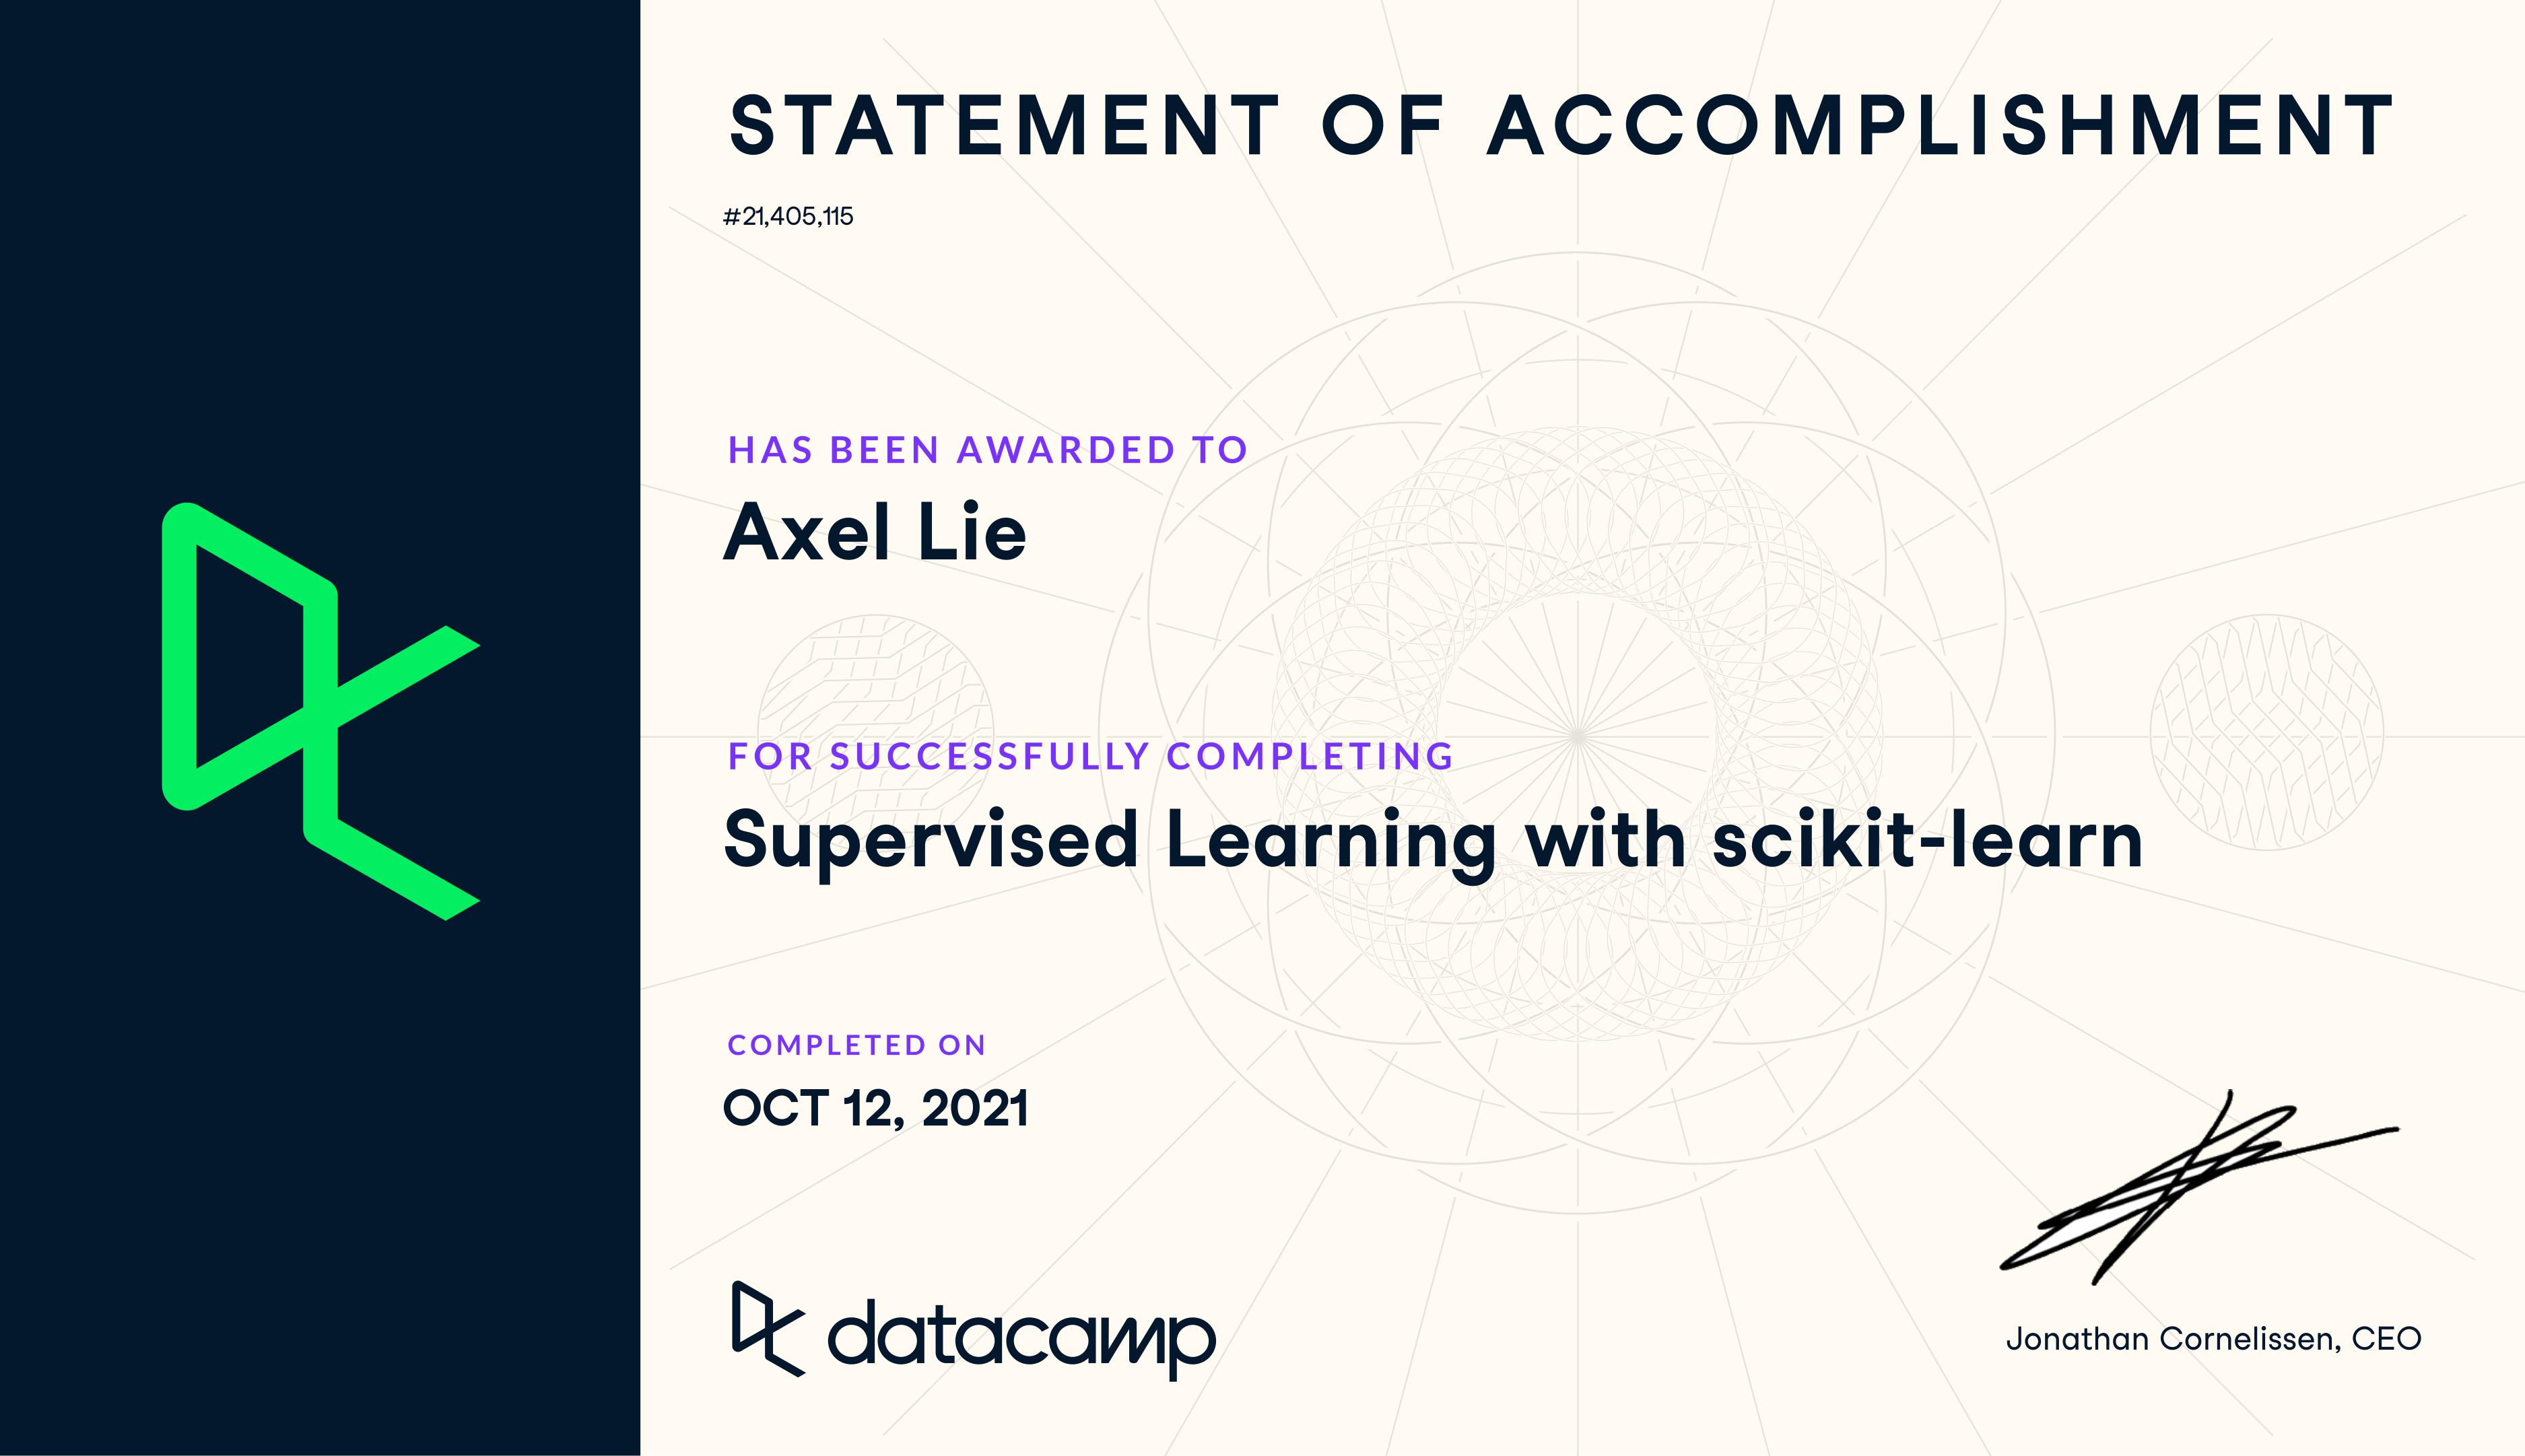 STATEMENT OF ACCOMPLISHMENT
#21,405,115
HAS BEEN AWARDED TO
Axel Lie
FOR SUCCESSFULLY COMPLETING
Supervised Learning with scikit-learn
COMPLETED ON
OCT 12, 2021
datacamp
Jonathan Cornelissen, CEO